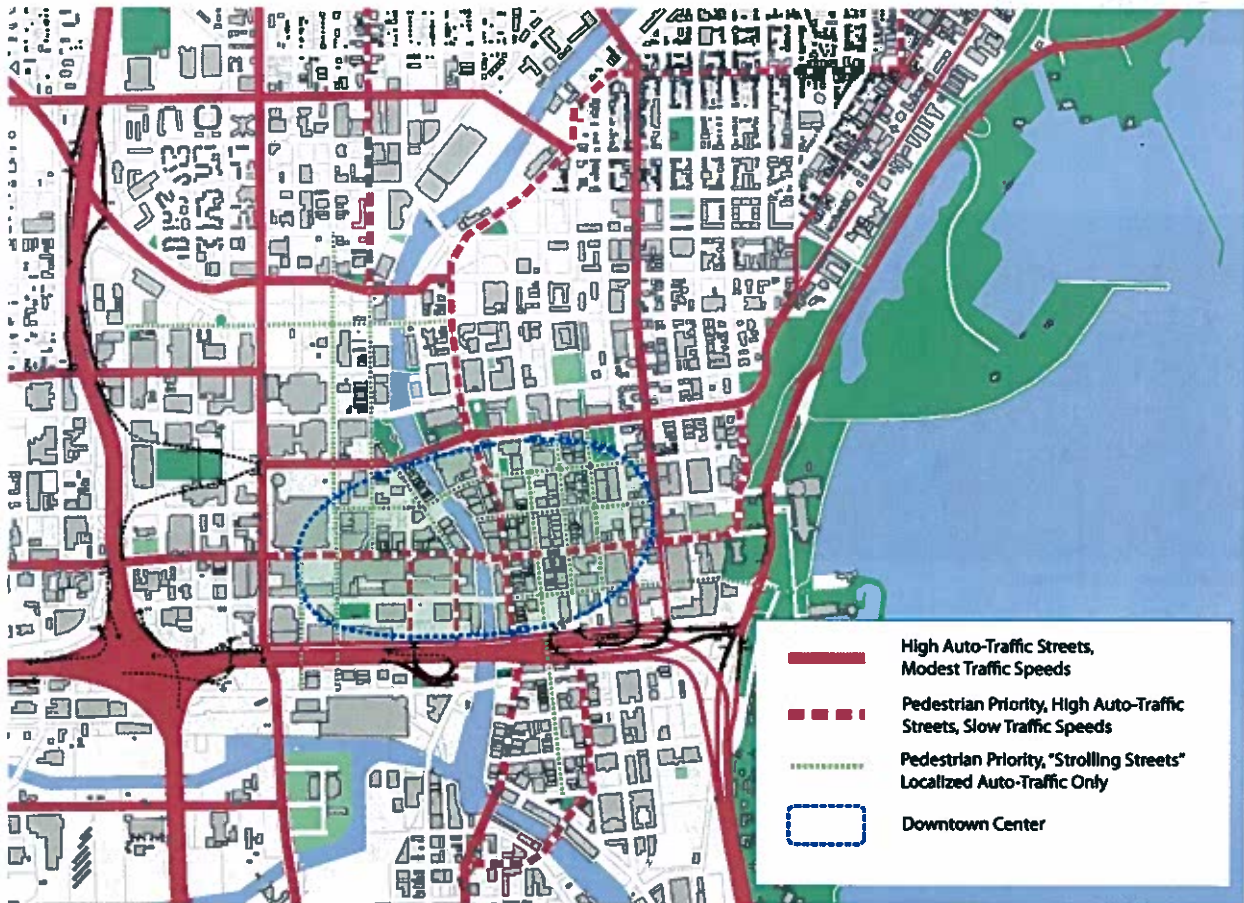 High Auto-Traffic Streets,
Modest Traffic Speeds
Pedestrian Priority, High Auto-Traffic
Streets, Slow Traffic Speeds
Pedestrian Priority, "Strolling Streets"
Localized Auto-Traffic Only
Downtown Center